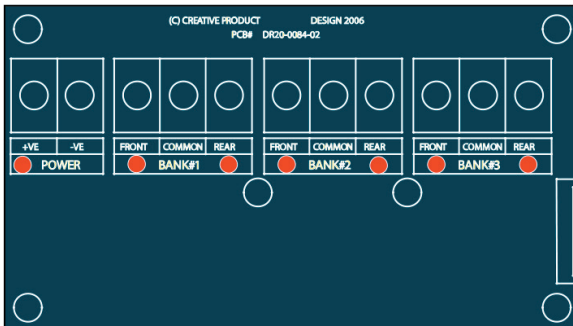 (C) CREATIVE PRODUCT DESIGN 2006
PCB# DR20-0084-02
+VE -VE FRONT COMMON REAR FRONT COMMON REAR FRONT COMMON REAR
POWER BANK#1 BANK#2 BANK#3